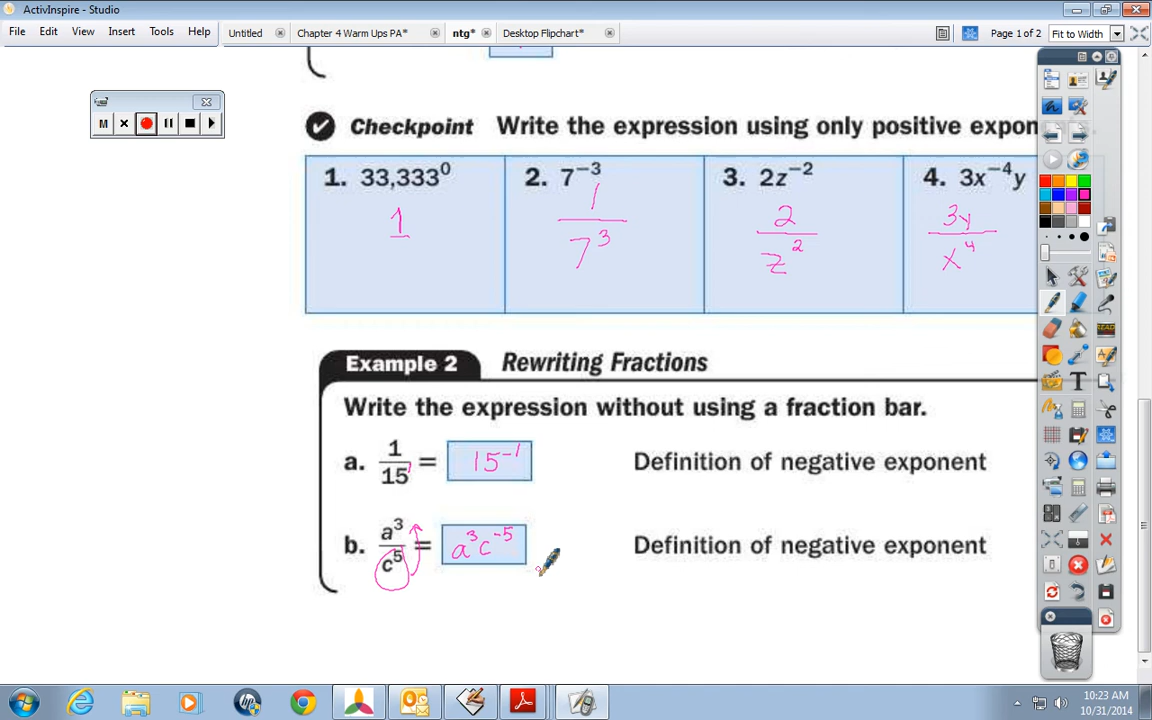 ActivInspire - Studio
File Edit View Insert Tools Help
Untitled
Chapter 4 Warm Ups PA*
ntg*
Desktop Flipchart*
Page 1 of 2
Fit to Width
M
Checkpoint Write the expression using only positive expon
1. 33,333⁰
2. 7⁻³
3. 2z⁻²
4. 3x⁻⁴y
1
1/7³
2/z²
3y/x⁴
Example 2 Rewriting Fractions
Write the expression without using a fraction bar.
a. 1/15¹ = 15⁻¹ Definition of negative exponent
b. a³/c⁵ = a³c⁻⁵ Definition of negative exponent
10:23 AM
10/31/2014